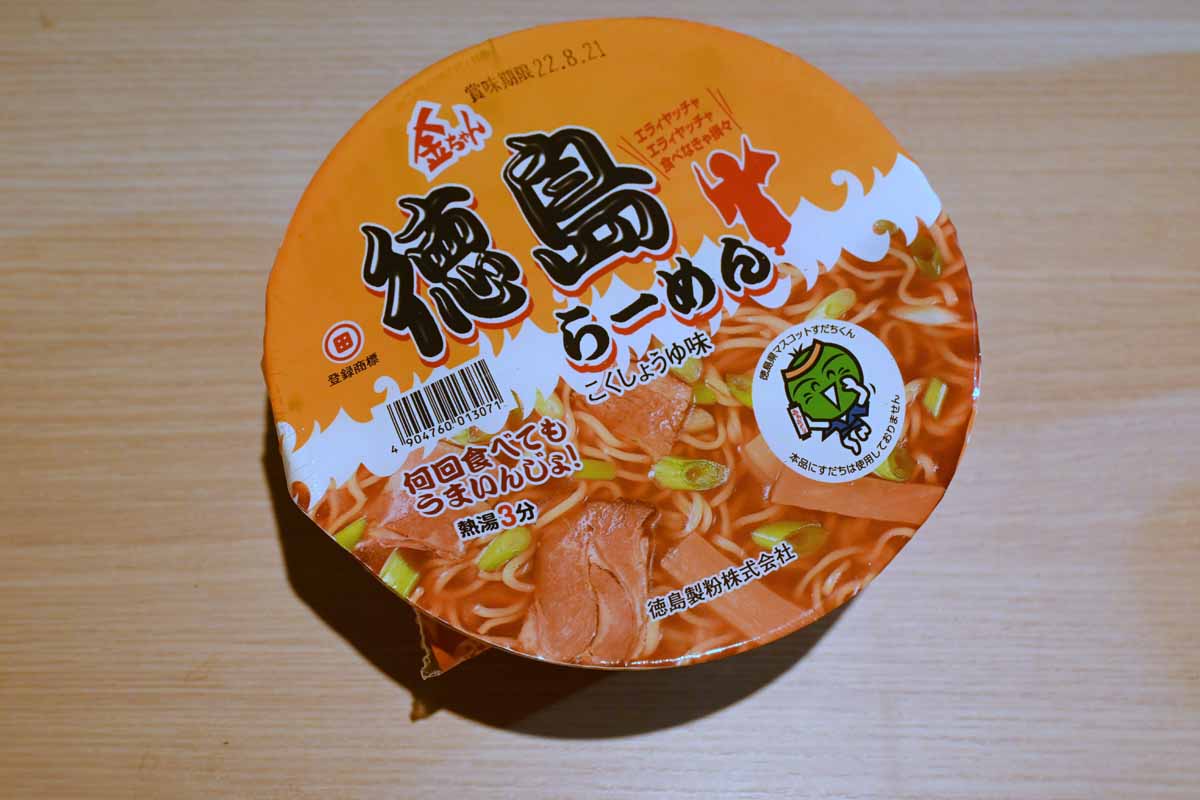 賞味期限22.8.21
金ちゃん
エライヤッチャ
エライヤッチャ
食べなきゃ損々
徳島
らーめん
こくしょうゆ味
登録商標
4 904760 013071
何回食べても
うまいんじょ!
熱湯3分
徳島県マスコットすだちくん
本品にすだちは使用しておりません
徳島製粉株式会社